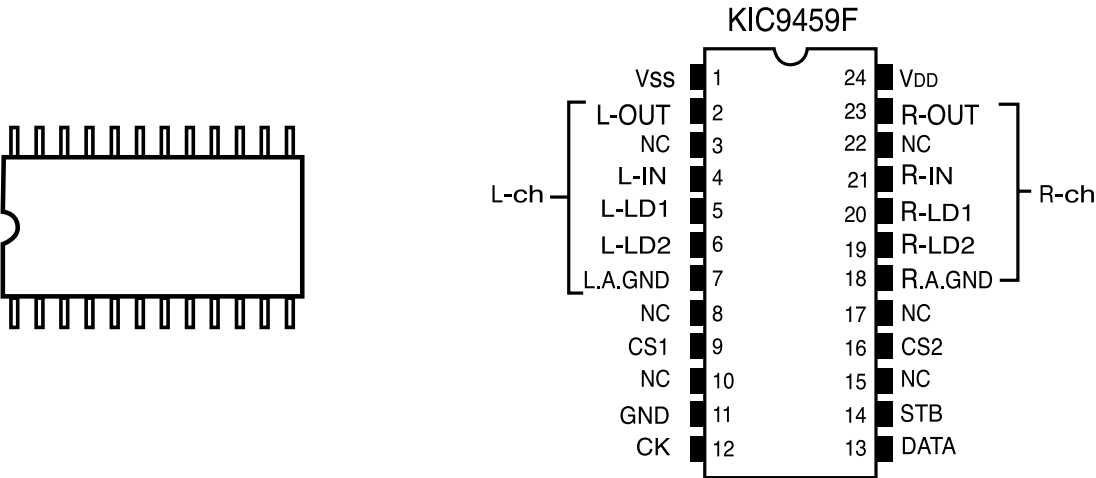 KIC9459F
Vss 1 24 VDD
L-OUT 2 23 R-OUT
NC 3 22 NC
L-IN 4 21 R-IN
L-ch R-ch
L-LD1 5 20 R-LD1
L-LD2 6 19 R-LD2
L.A.GND 7 18 R.A.GND
NC 8 17 NC
CS1 9 16 CS2
NC 10 15 NC
GND 11 14 STB
CK 12 13 DATA